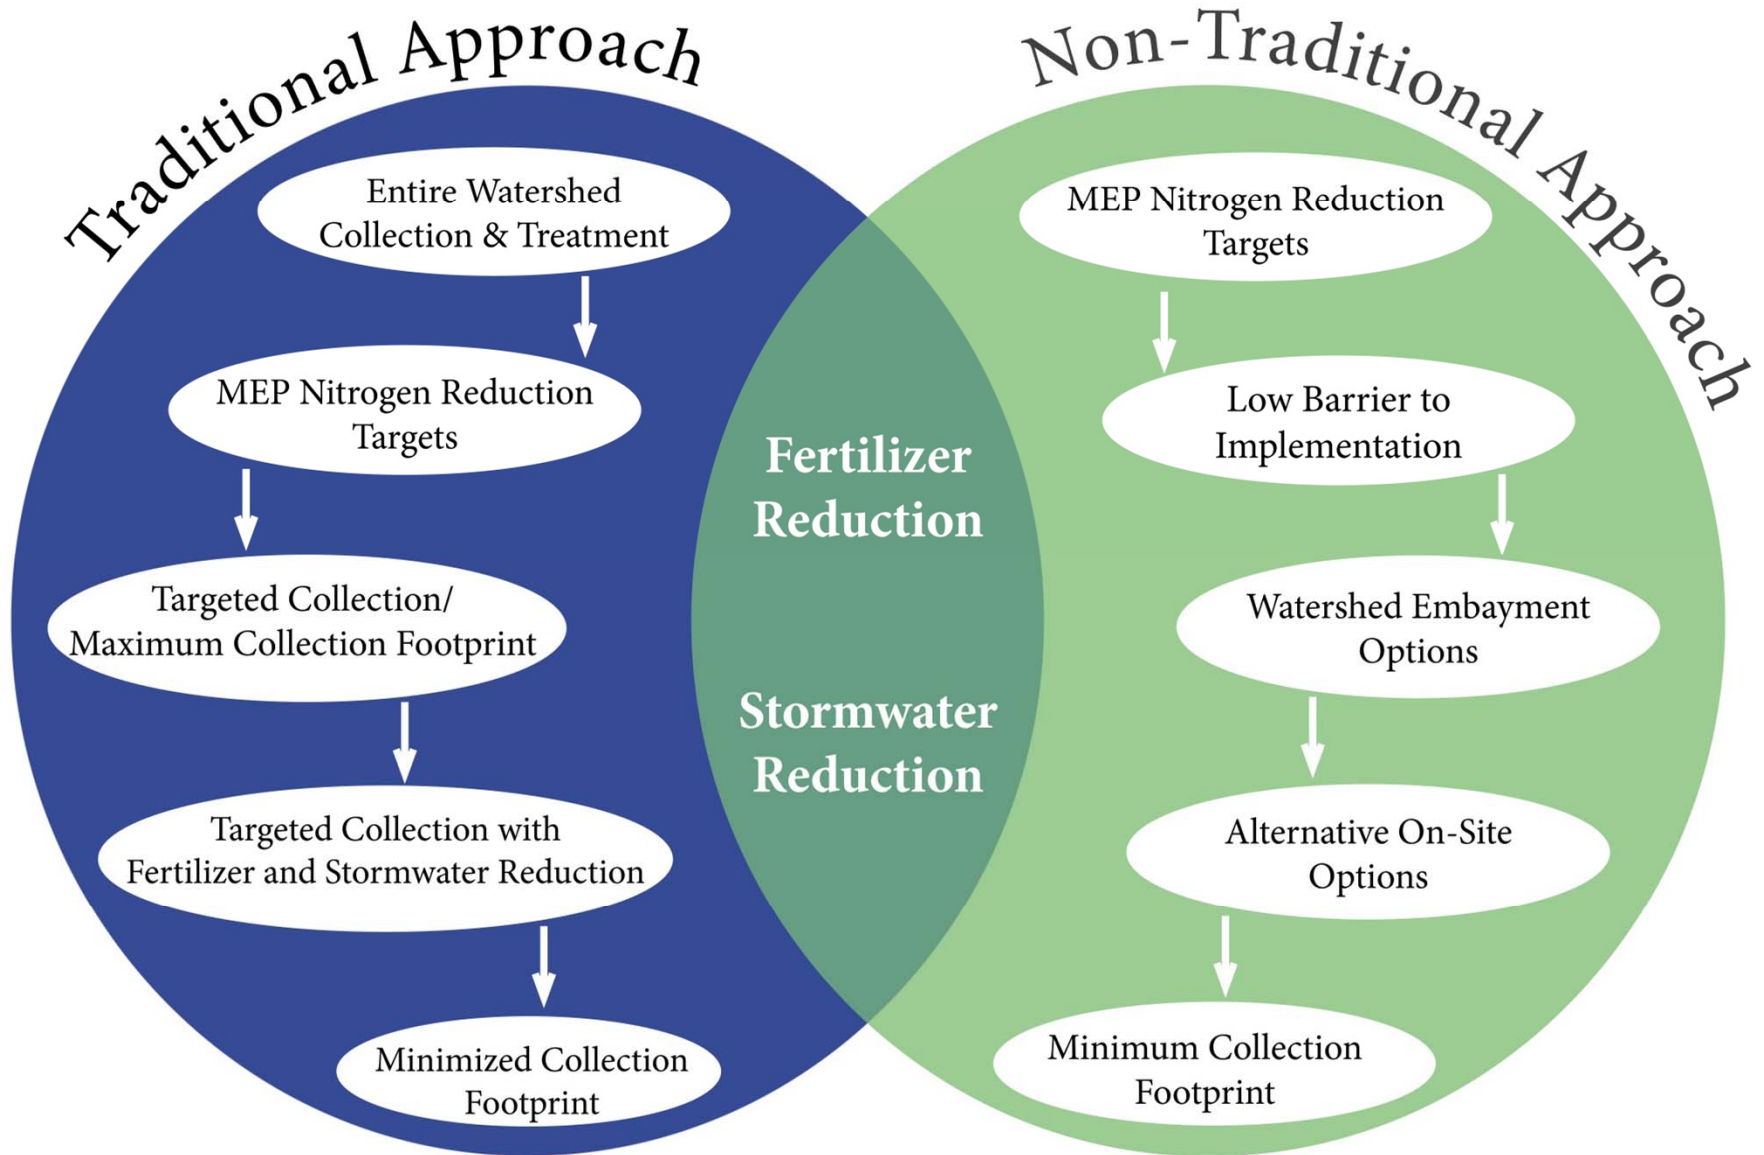 Traditional Approach
Entire Watershed
Collection & Treatment
MEP Nitrogen Reduction
Targets
Targeted Collection/
Maximum Collection Footprint
Targeted Collection with
Fertilizer and Stormwater Reduction
Minimized Collection
Footprint
Fertilizer
Reduction
Stormwater
Reduction
Non-Traditional Approach
MEP Nitrogen Reduction
Targets
Low Barrier to
Implementation
Watershed Embayment
Options
Alternative On-Site
Options
Minimum Collection
Footprint